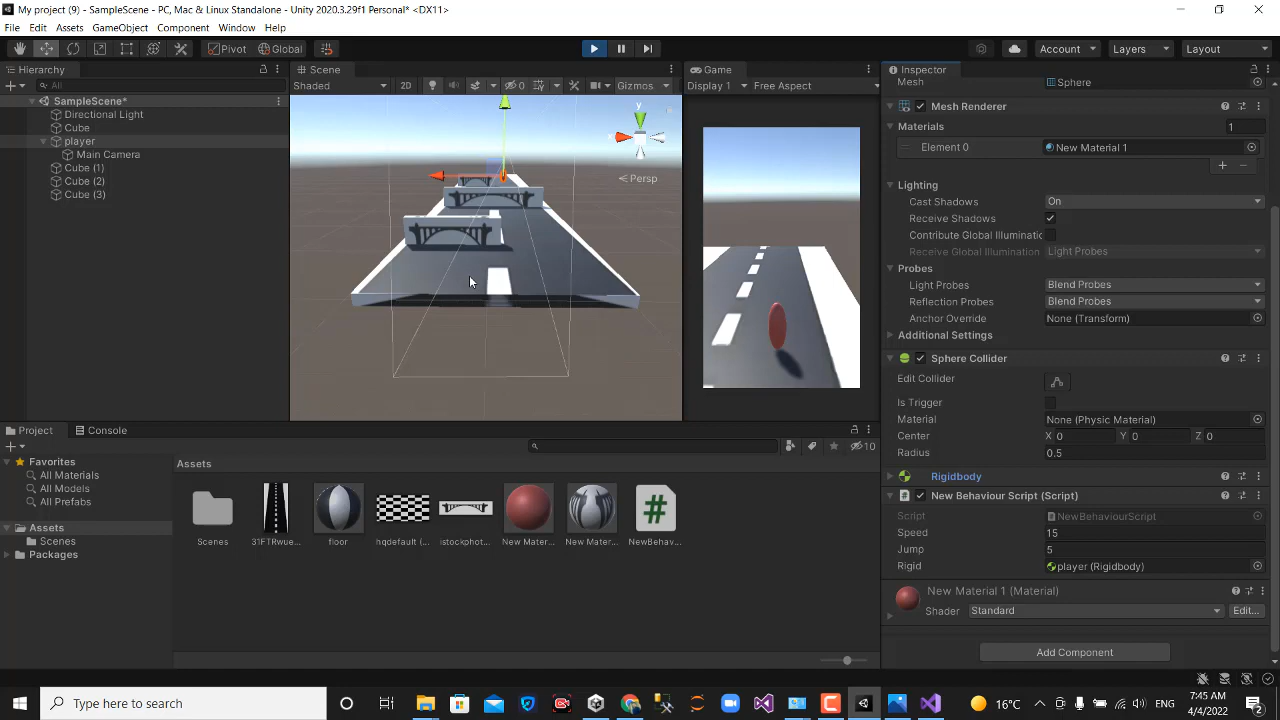 My project (9) - SampleScene - PC, Mac & Linux Standalone - Unity 2020.3.29f1 Personal* <DX11>
File Edit Assets GameObject Component Window Help
Pivot Global Account Layers Layout
Hierarchy Scene Game Inspector
All Shaded 2D 0 Gizmos Display 1 Free Aspect Mesh Sphere
SampleScene*
Directional Light
Cube
player
Main Camera
Cube (1)
Cube (2)
Cube (3)
y
x
Persp
Mesh Renderer
Materials 1
Element 0 New Material 1
Lighting
Cast Shadows On
Receive Shadows
Contribute Global Illuminatic
Receive Global Illumination Light Probes
Probes
Light Probes Blend Probes
Reflection Probes Blend Probes
Anchor Override None (Transform)
Additional Settings
Sphere Collider
Edit Collider
Is Trigger
Material None (Physic Material)
Center X 0 Y 0 Z 0
Radius 0.5
Rigidbody
New Behaviour Script (Script)
Script NewBehaviourScript
Speed 15
Jump 5
Rigid player (Rigidbody)
New Material 1 (Material)
Shader Standard Edit...
Add Component
Project Console
10
Favorites
All Materials
All Models
All Prefabs
Assets
Scenes
Packages
Assets
Scenes 31FTRwue... floor hqdefault (... istockphot... New Mater... New Mater... NewBehav...
#
Type here to search
16°C ENG 7:45 AM
4/4/2022